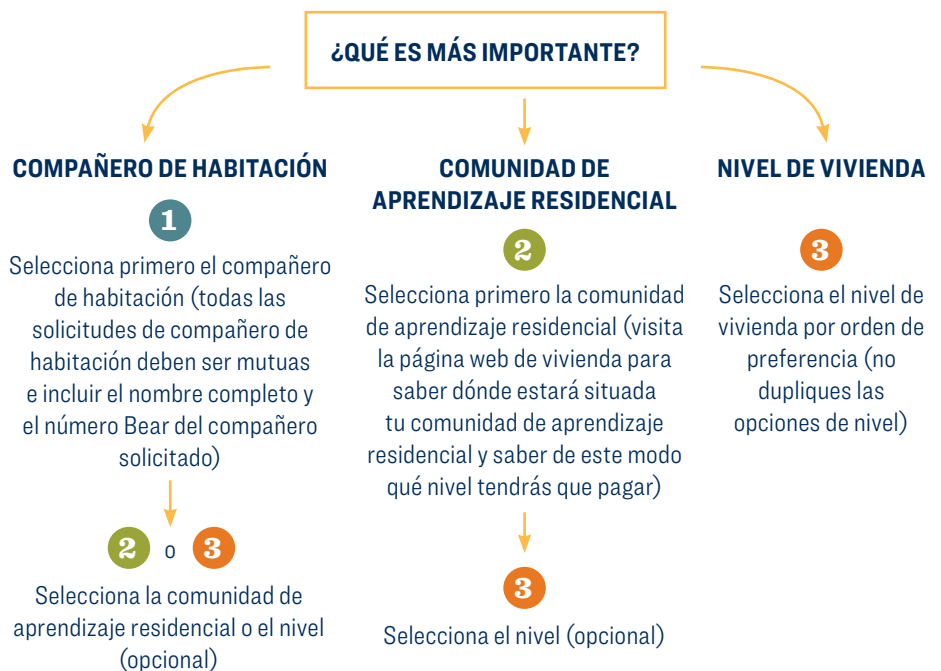 ¿QUÉ ES MÁS IMPORTANTE?
COMPAÑERO DE HABITACIÓN
1
Selecciona primero el compañero
de habitación (todas las
solicitudes de compañero de
habitación deben ser mutuas
e incluir el nombre completo y
el número Bear del compañero
solicitado)
2 o 3
Selecciona la comunidad de
aprendizaje residencial o el nivel
(opcional)
COMUNIDAD DE
APRENDIZAJE RESIDENCIAL
2
Selecciona primero la comunidad
de aprendizaje residencial (visita
la página web de vivienda para
saber dónde estará situada
tu comunidad de aprendizaje
residencial y saber de este modo
qué nivel tendrás que pagar)
3
Selecciona el nivel (opcional)
NIVEL DE VIVIENDA
3
Selecciona el nivel de
vivienda por orden de
preferencia (no
dupliques las
opciones de nivel)